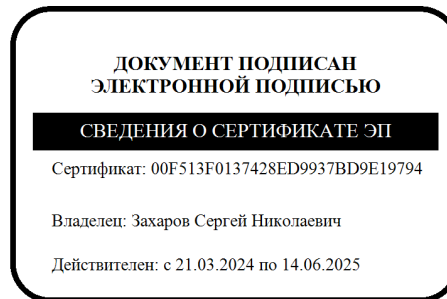 ДОКУМЕНТ ПОДПИСАН
ЭЛЕКТРОННОЙ ПОДПИСЬЮ
СВЕДЕНИЯ О СЕРТИФИКАТЕ ЭП
Сертификат: 00F513F0137428ED9937BD9E19794
Владелец: Захаров Сергей Николаевич
Действителен: с 21.03.2024 по 14.06.2025